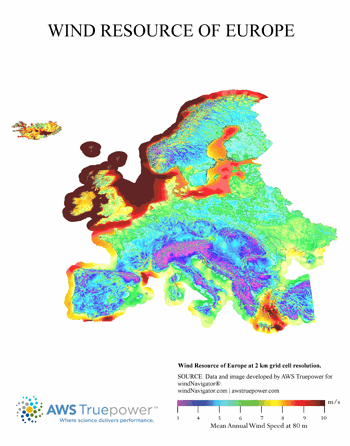 WIND RESOURCE OF EUROPE
Wind Resource of Europe at 2 km grid cell resolution.
SOURCE: Data and image developed by AWS Truepower for
windNavigator®.
windNavigator.com | awstruepower.com
m/s
3 4 5 6 7 8 9 10
Mean Annual Wind Speed at 80 m
AWS Truepower™
Where science delivers performance.